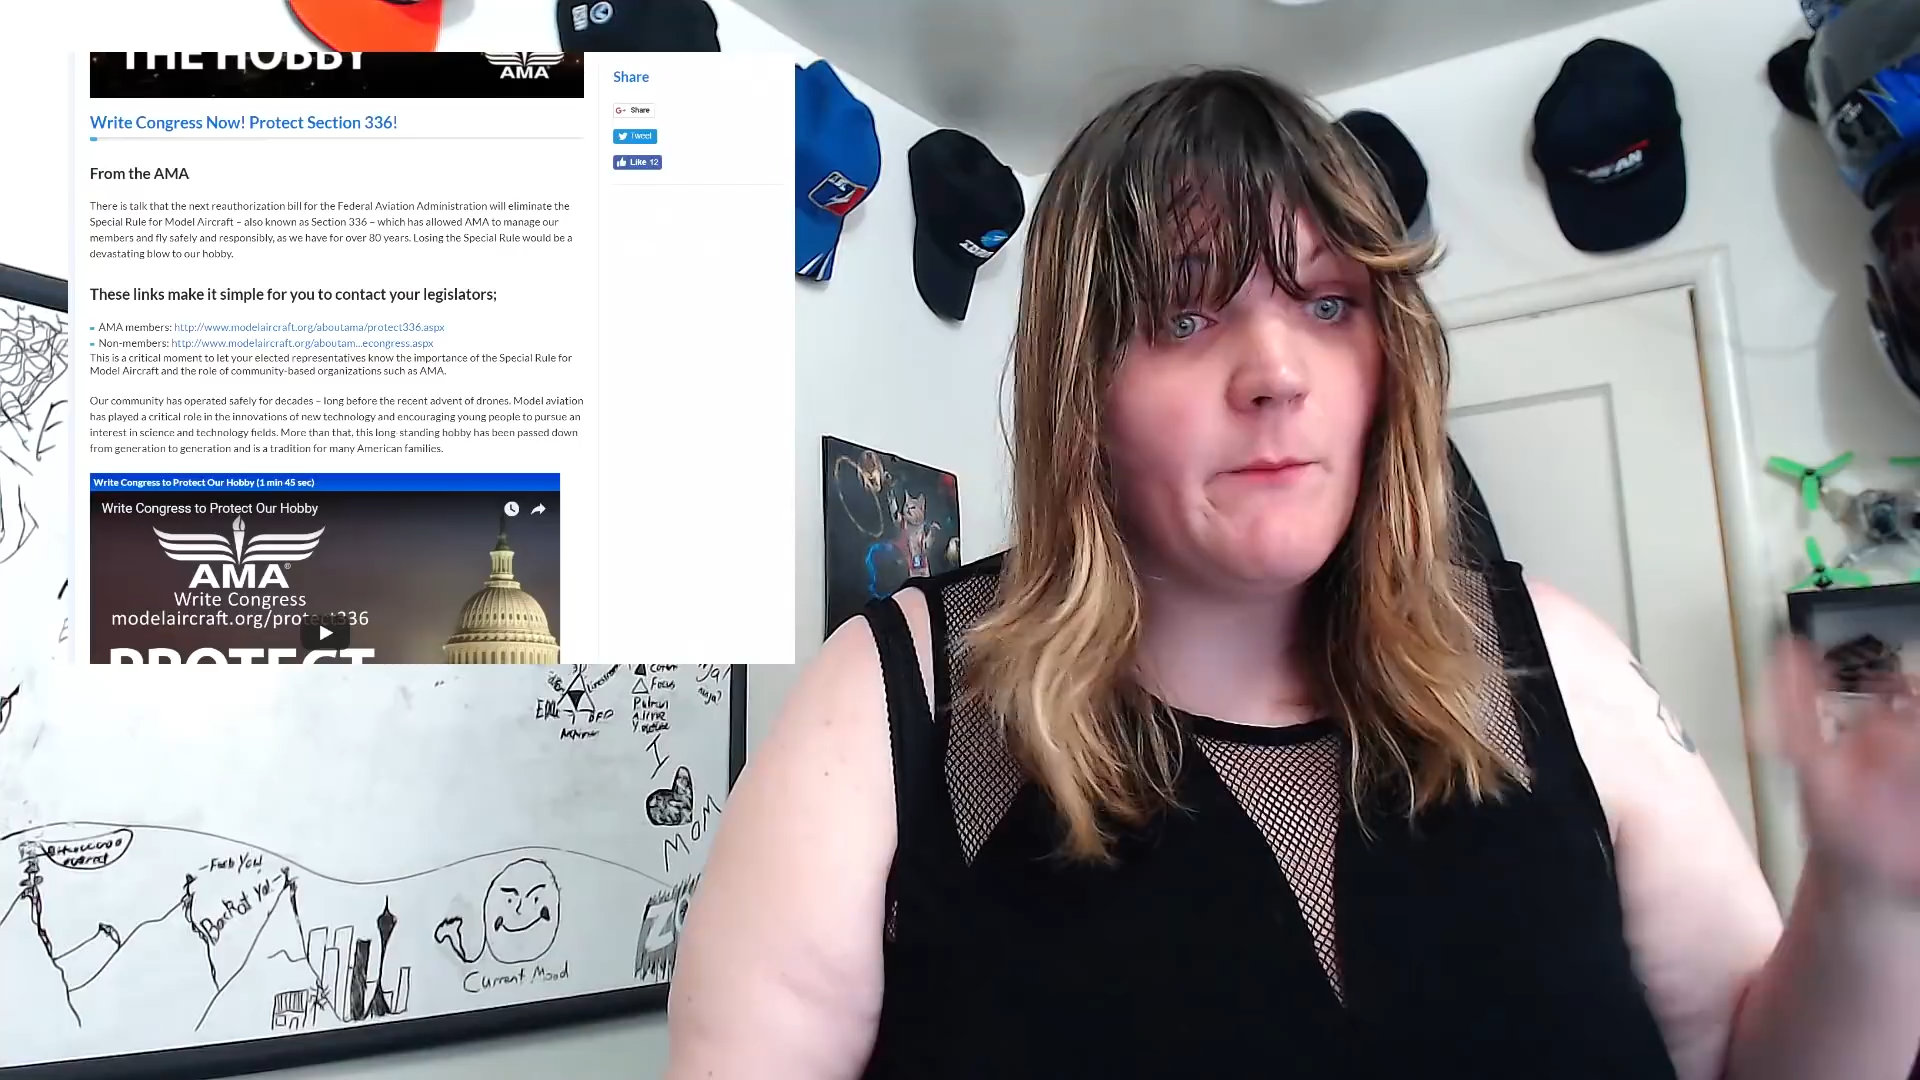 THE HOBBY
AMA
Write Congress Now! Protect Section 336!
From the AMA
There is talk that the next reauthorization bill for the Federal Aviation Administration will eliminate the
Special Rule for Model Aircraft – also known as Section 336 – which has allowed AMA to manage our
members and fly safely and responsibly, as we have for over 80 years. Losing the Special Rule would be a
devastating blow to our hobby.
These links make it simple for you to contact your legislators;
AMA members: http://www.modelaircraft.org/aboutama/protect336.aspx
Non-members: http://www.modelaircraft.org/aboutam...econgress.aspx
This is a critical moment to let your elected representatives know the importance of the Special Rule for
Model Aircraft and the role of community-based organizations such as AMA.
Our community has operated safely for decades – long before the recent advent of drones. Model aviation
has played a critical role in the innovations of new technology and encouraging young people to pursue an
interest in science and technology fields. More than that, this long-standing hobby has been passed down
from generation to generation and is a tradition for many American families.
Write Congress to Protect Our Hobby (1 min 45 sec)
Write Congress to Protect Our Hobby
AMA
Write Congress
modelaircraft.org/protect336
PROTECT
Share
G+ Share
Tweet
Like 12
Focus
I
MOM
Current Mood